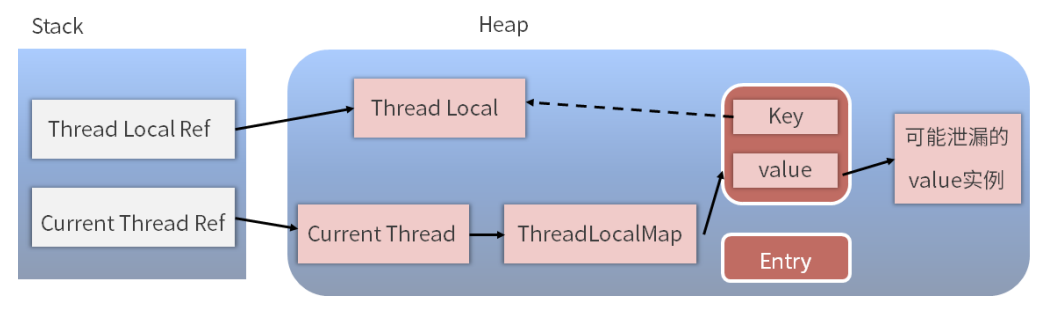 Stack
Heap
Thread Local Ref
Current Thread Ref
Thread Local
Current Thread
ThreadLocalMap
Key
value
Entry
可能泄漏的
value实例